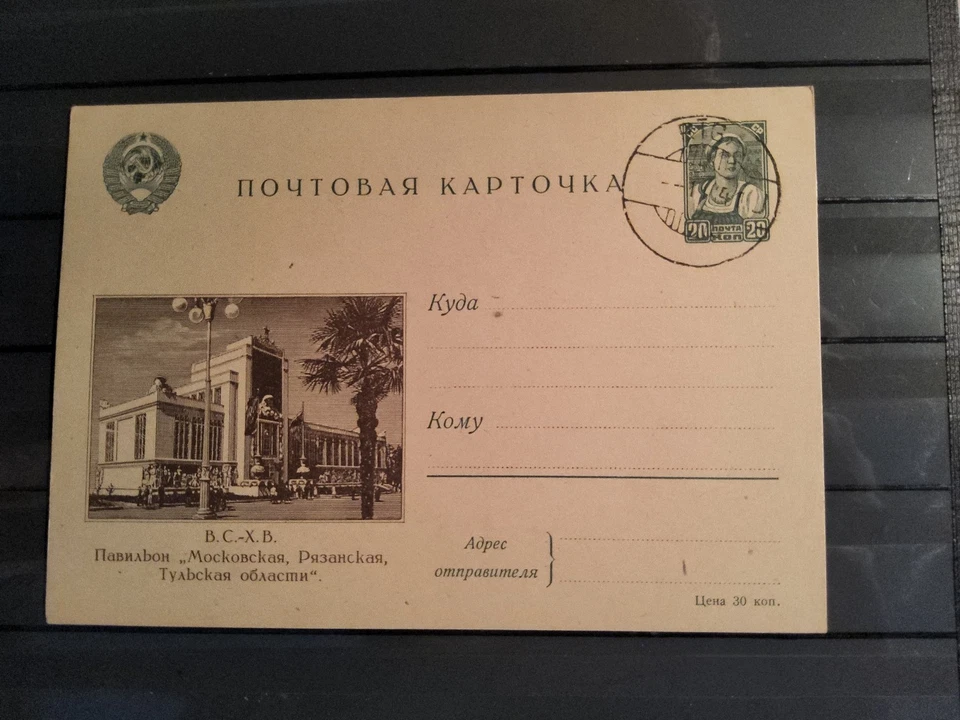 ПОЧТОВАЯ КАРТОЧКА
20 ПОЧТА 20
КОП
Куда
Кому
В. С.-Х. В.
Павильон „Московская, Рязанская,
Тульская области“.
Адрес
отправителя
Цена 30 коп.